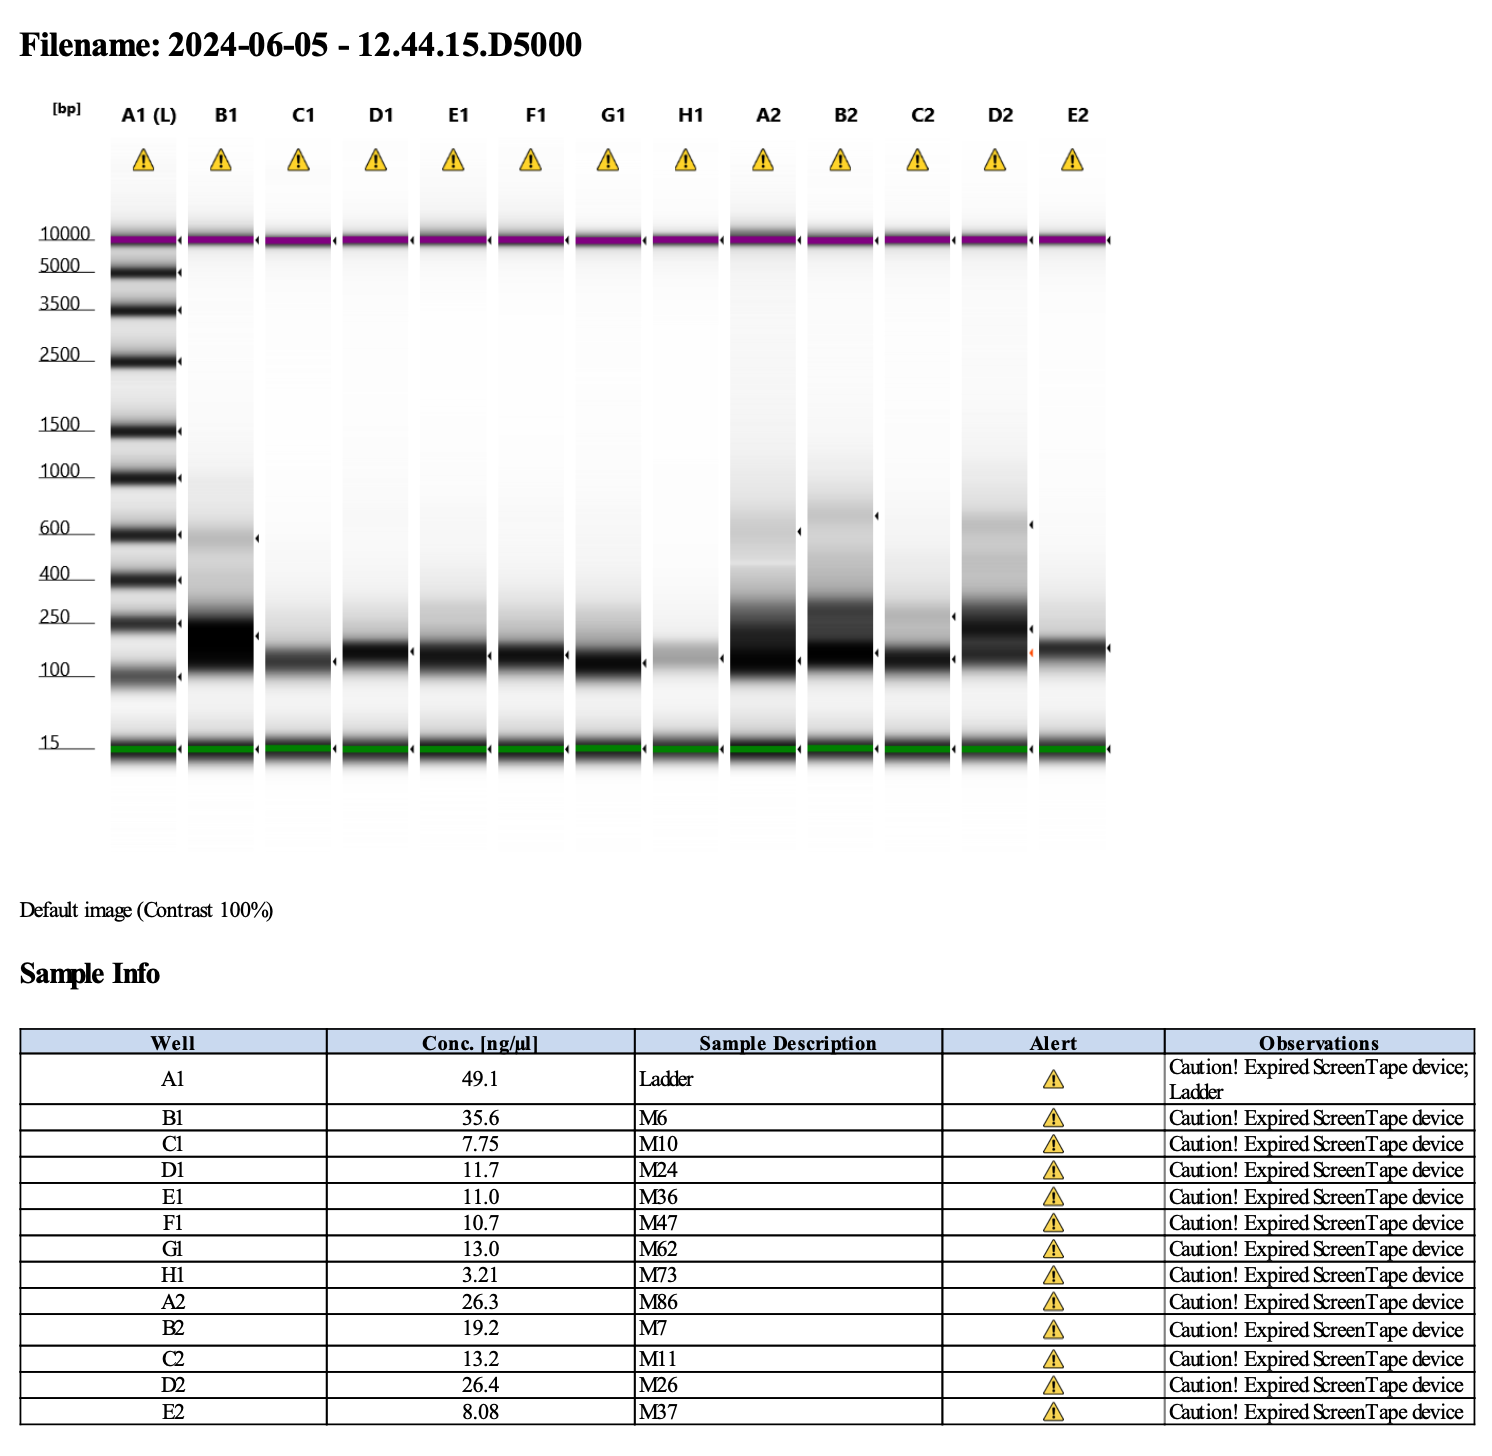 Filename: 2024-06-05 - 12.44.15.D5000
[bp] A1 (L) B1 C1 D1 E1 F1 G1 H1 A2 B2 C2 D2 E2
10000
5000
3500
2500
1500
1000
600
400
250
100
15
Default image (Contrast 100%)
Sample Info
Well Conc. [ng/µl] Sample Description Alert Observations
A1 49.1 Ladder Caution! Expired ScreenTape device;
Ladder
B1 35.6 M6 Caution! Expired ScreenTape device
C1 7.75 M10 Caution! Expired ScreenTape device
D1 11.7 M24 Caution! Expired ScreenTape device
E1 11.0 M36 Caution! Expired ScreenTape device
F1 10.7 M47 Caution! Expired ScreenTape device
G1 13.0 M62 Caution! Expired ScreenTape device
H1 3.21 M73 Caution! Expired ScreenTape device
A2 26.3 M86 Caution! Expired ScreenTape device
B2 19.2 M7 Caution! Expired ScreenTape device
C2 13.2 M11 Caution! Expired ScreenTape device
D2 26.4 M26 Caution! Expired ScreenTape device
E2 8.08 M37 Caution! Expired ScreenTape device